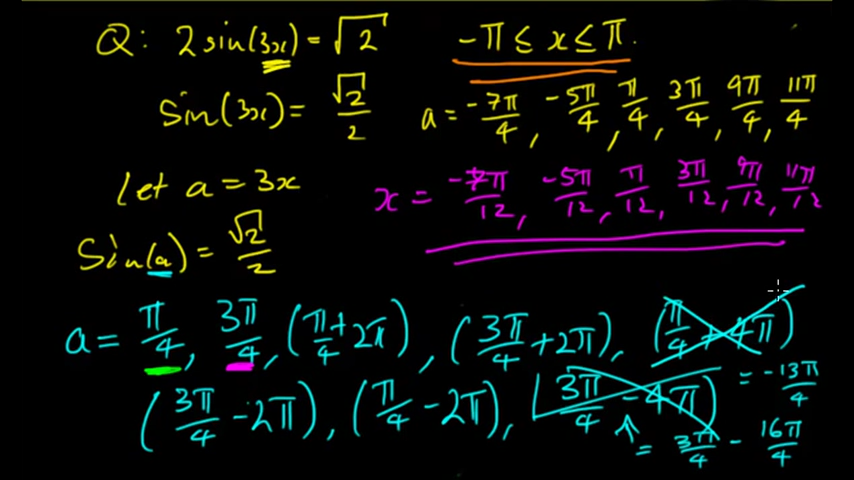 Q: 2sin(3x) = √2    -π ≤ x ≤ π.
Sin(3x) = √2/2    a = -7π/4, -5π/4, π/4, 3π/4, 9π/4, 11π/4
let a = 3x    x = -7π/12, -5π/12, π/12, 3π/12, 9π/12, 11π/12
Sin(a) = √2/2
a = π/4, 3π/4, (π/4 + 2π), (3π/4 + 2π), (π/4 + 4π)
(3π/4 - 2π), (π/4 - 2π), (3π/4 - 4π) = -13π/4
= 3π/4 - 16π/4